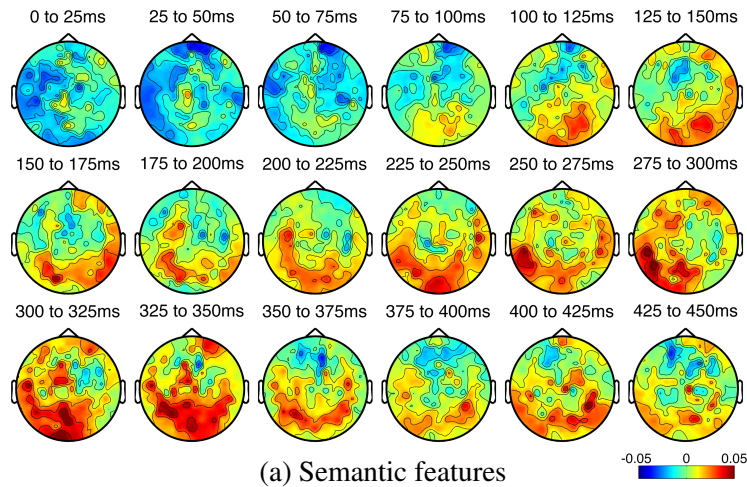 0 to 25ms 25 to 50ms 50 to 75ms 75 to 100ms 100 to 125ms 125 to 150ms
150 to 175ms 175 to 200ms 200 to 225ms 225 to 250ms 250 to 275ms 275 to 300ms
300 to 325ms 325 to 350ms 350 to 375ms 375 to 400ms 400 to 425ms 425 to 450ms
-0.05 0 0.05
(a) Semantic features